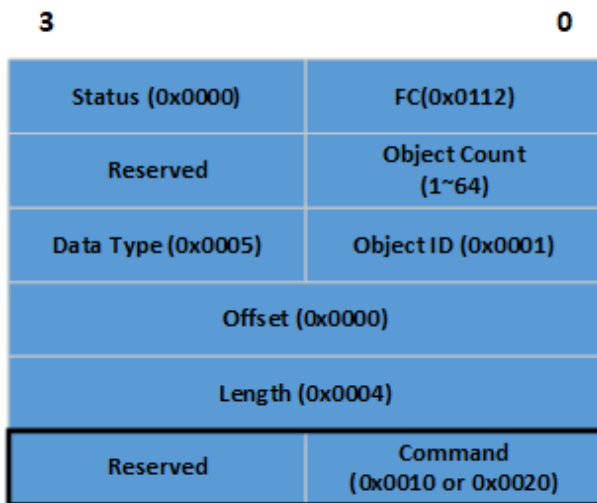 3 0
Status (0x0000) FC(0x0112)
Reserved Object Count
(1~64)
Data Type (0x0005) Object ID (0x0001)
Offset (0x0000)
Length (0x0004)
Reserved Command
(0x0010 or 0x0020)